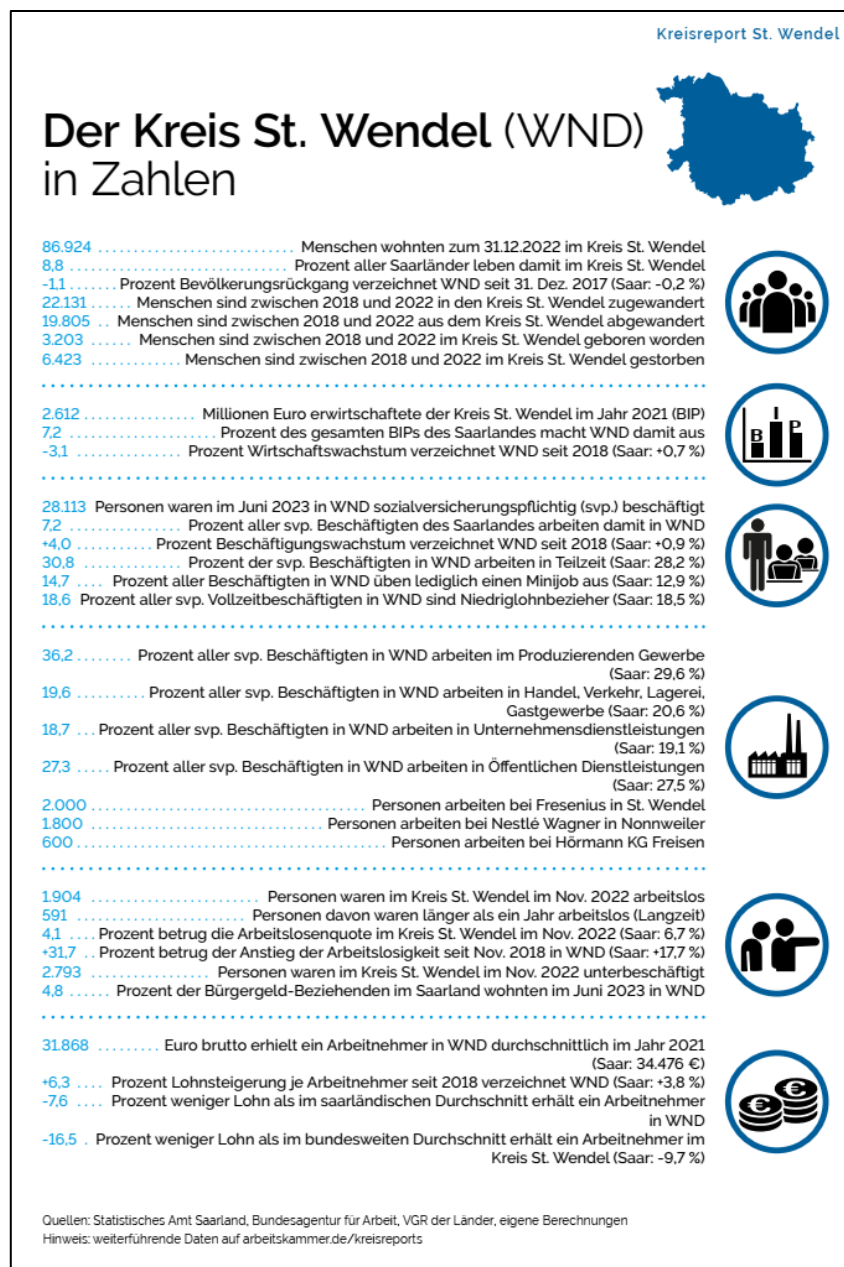 Kreisreport St. Wendel
Der Kreis St. Wendel (WND)
in Zahlen
86.924 ............................ Menschen wohnten zum 31.12.2022 im Kreis St. Wendel
8,8 ............................... Prozent aller Saarländer leben damit im Kreis St. Wendel
-1,1 ....... Prozent Bevölkerungsrückgang verzeichnet WND seit 31. Dez. 2017 (Saar: -0,2 %)
22.131 ...... Menschen sind zwischen 2018 und 2022 in den Kreis St. Wendel zugewandert
19.805 .. Menschen sind zwischen 2018 und 2022 aus dem Kreis St. Wendel abgewandert
3.203 ...... Menschen sind zwischen 2018 und 2022 im Kreis St. Wendel geboren worden
6.423 ............. Menschen sind zwischen 2018 und 2022 im Kreis St. Wendel gestorben
2.612 ................ Millionen Euro erwirtschaftete der Kreis St. Wendel im Jahr 2021 (BIP)
7,2 ..................... Prozent des gesamten BIPs des Saarlandes macht WND damit aus
-3,1 ............... Prozent Wirtschaftswachstum verzeichnet WND seit 2018 (Saar: +0,7 %)
B I P
28.113 Personen waren im Juni 2023 in WND sozialversicherungspflichtig (svp.) beschäftigt
7,2 ................ Prozent aller svp. Beschäftigten des Saarlandes arbeiten damit in WND
+4,0 ........... Prozent Beschäftigungswachstum verzeichnet WND seit 2018 (Saar: +0,9 %)
30,8 ................ Prozent der svp. Beschäftigten in WND arbeiten in Teilzeit (Saar: 28,2 %)
14,7 .... Prozent aller Beschäftigten in WND üben lediglich einen Minijob aus (Saar: 12,9 %)
18,6 Prozent aller svp. Vollzeitbeschäftigten in WND sind Niedriglohnbezieher (Saar: 18,5 %)
36,2 ........ Prozent aller svp. Beschäftigten in WND arbeiten im Produzierenden Gewerbe
(Saar: 29,6 %)
19,6 .......... Prozent aller svp. Beschäftigten in WND arbeiten in Handel, Verkehr, Lagerei,
Gastgewerbe (Saar: 20,6 %)
18,7 ... Prozent aller svp. Beschäftigten in WND arbeiten in Unternehmensdienstleistungen
(Saar: 19,1 %)
27,3 ..... Prozent aller svp. Beschäftigten in WND arbeiten in Öffentlichen Dienstleistungen
(Saar: 27,5 %)
2.000 ....................................... Personen arbeiten bei Fresenius in St. Wendel
1.800 ................................. Personen arbeiten bei Nestlé Wagner in Nonnweiler
600 ............................................ Personen arbeiten bei Hörmann KG Freisen
1.904 ........................ Personen waren im Kreis St. Wendel im Nov. 2022 arbeitslos
591 ........................ Personen davon waren länger als ein Jahr arbeitslos (Langzeit)
4,1 .... Prozent betrug die Arbeitslosenquote im Kreis St. Wendel im Nov. 2022 (Saar: 6,7 %)
+31,7 .. Prozent betrug der Anstieg der Arbeitslosigkeit seit Nov. 2018 in WND (Saar: +17,7 %)
2.793 ................. Personen waren im Kreis St. Wendel im Nov. 2022 unterbeschäftigt
4,8 ...... Prozent der Bürgergeld-Beziehenden im Saarland wohnten im Juni 2023 in WND
31.868 ......... Euro brutto erhielt ein Arbeitnehmer in WND durchschnittlich im Jahr 2021
(Saar: 34.476 €)
+6,3 .... Prozent Lohnsteigerung je Arbeitnehmer seit 2018 verzeichnet WND (Saar: +3,8 %)
-7,6 .... Prozent weniger Lohn als im saarländischen Durchschnitt erhält ein Arbeitnehmer
in WND
-16,5 . Prozent weniger Lohn als im bundesweiten Durchschnitt erhält ein Arbeitnehmer im
Kreis St. Wendel (Saar: -9,7 %)
€ €
Quellen: Statistisches Amt Saarland, Bundesagentur für Arbeit, VGR der Länder, eigene Berechnungen
Hinweis: weiterführende Daten auf arbeitskammer.de/kreisreports